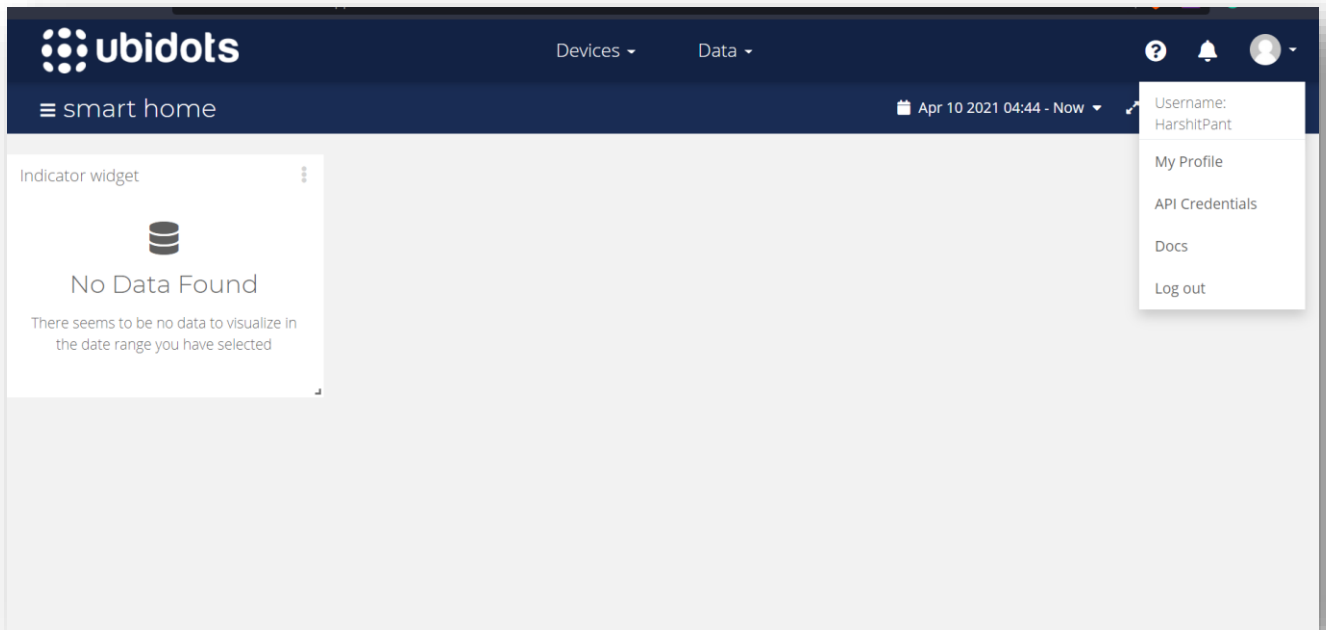 ubidots
Devices
Data
smart home
Apr 10 2021 04:44 - Now
Username:
HarshitPant
My Profile
API Credentials
Docs
Log out
Indicator widget
No Data Found
There seems to be no data to visualize in
the date range you have selected